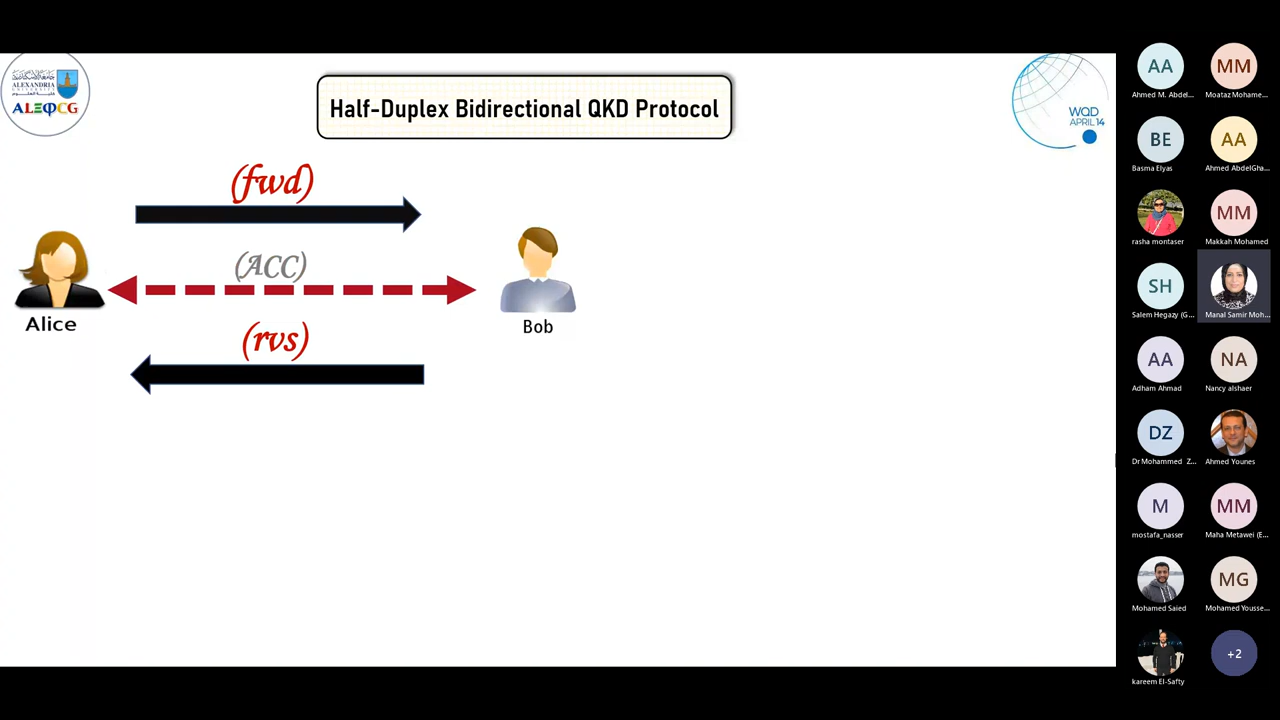 ALEXANDRIA
UNIVERSITY
ALEΦCG
Half-Duplex Bidirectional QKD Protocol
WQD
APRIL 14
(fwd)
(ACC)
(rvs)
Alice
Bob
AA
Ahmed M. Abdel...
MM
Moataz Mohame...
BE
Basma Elyas
AA
Ahmed AbdelGha...
rasha montaser
MM
Makkah Mohamed
SH
Salem Hegazy (G...
Manal Samir Moh...
AA
Adham Ahmad
NA
Nancy alshaer
DZ
Dr Mohammed Z...
Ahmed Younes
M
mostafa_nasser
MM
Maha Metawei (E...
Mohamed Saied
MG
Mohamed Yousse...
kareem El-Safty
+2